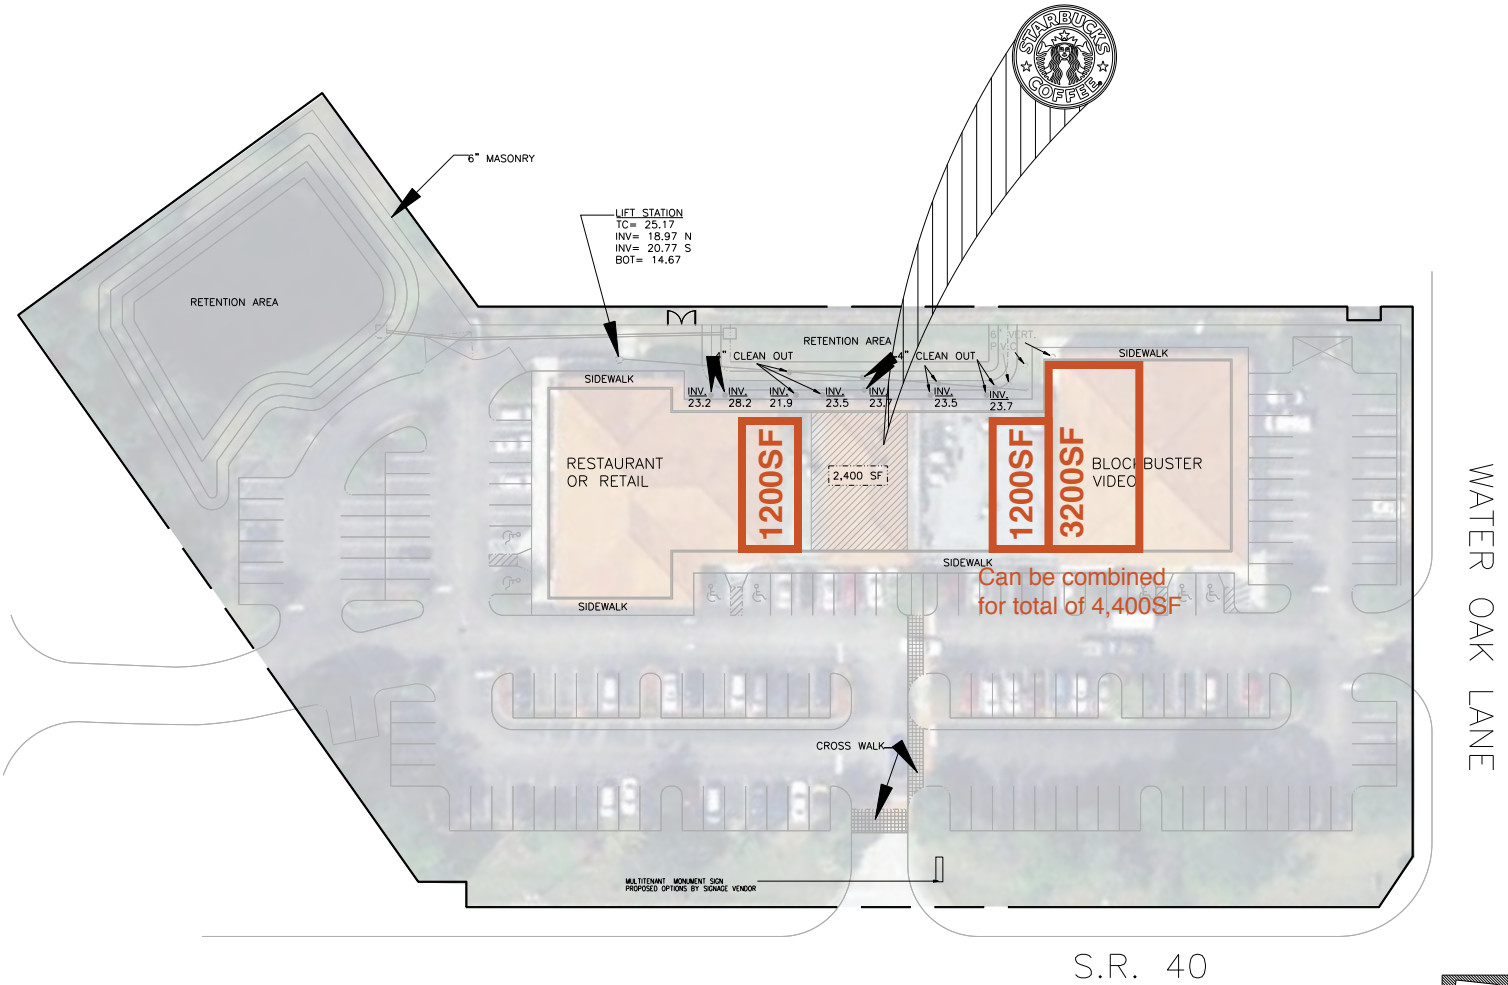 STARBUCKS
COFFEE
6" MASONRY
LIFT STATION
TC= 25.17
INV= 18.97 N
INV= 20.77 S
BOT= 14.67
RETENTION AREA
RETENTION AREA
6" VERT.
P.V.C
4" CLEAN OUT
4" CLEAN OUT
SIDEWALK
SIDEWALK
INV.
23.2
INV.
28.2
INV.
21.9
INV.
23.5
INV.
23.7
INV.
23.5
INV.
23.7
RESTAURANT
OR RETAIL
1200SF
2,400 SF
1200SF
3200SF
BLOCKBUSTER
VIDEO
SIDEWALK
Can be combined
for total of 4,400SF
SIDEWALK
CROSS WALK
MULTITENANT MONUMENT SIGN
PROPOSED OPTIONS BY SIGNAGE VENDOR
WATER OAK LANE
S.R. 40